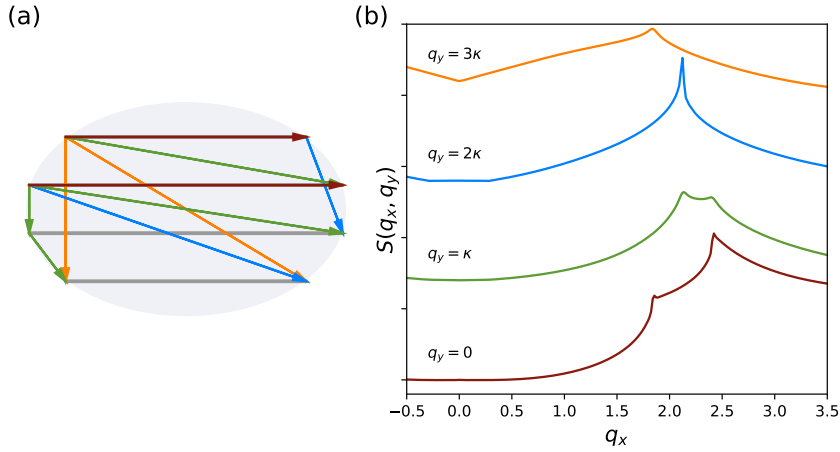 (a)
(b)
q_y = 3κ
q_y = 2κ
q_y = κ
q_y = 0
S(q_x, q_y)
−0.5 0.0 0.5 1.0 1.5 2.0 2.5 3.0 3.5
q_x